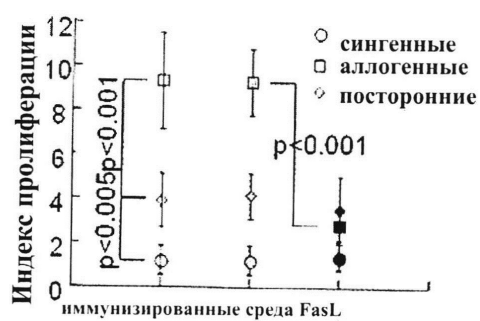 12
10
8
6
4
2
0
Индекс пролиферации
сингенные
аллогенные
посторонние
p<0.005
p<0.001
p<0.001
иммунизированные среда FasL